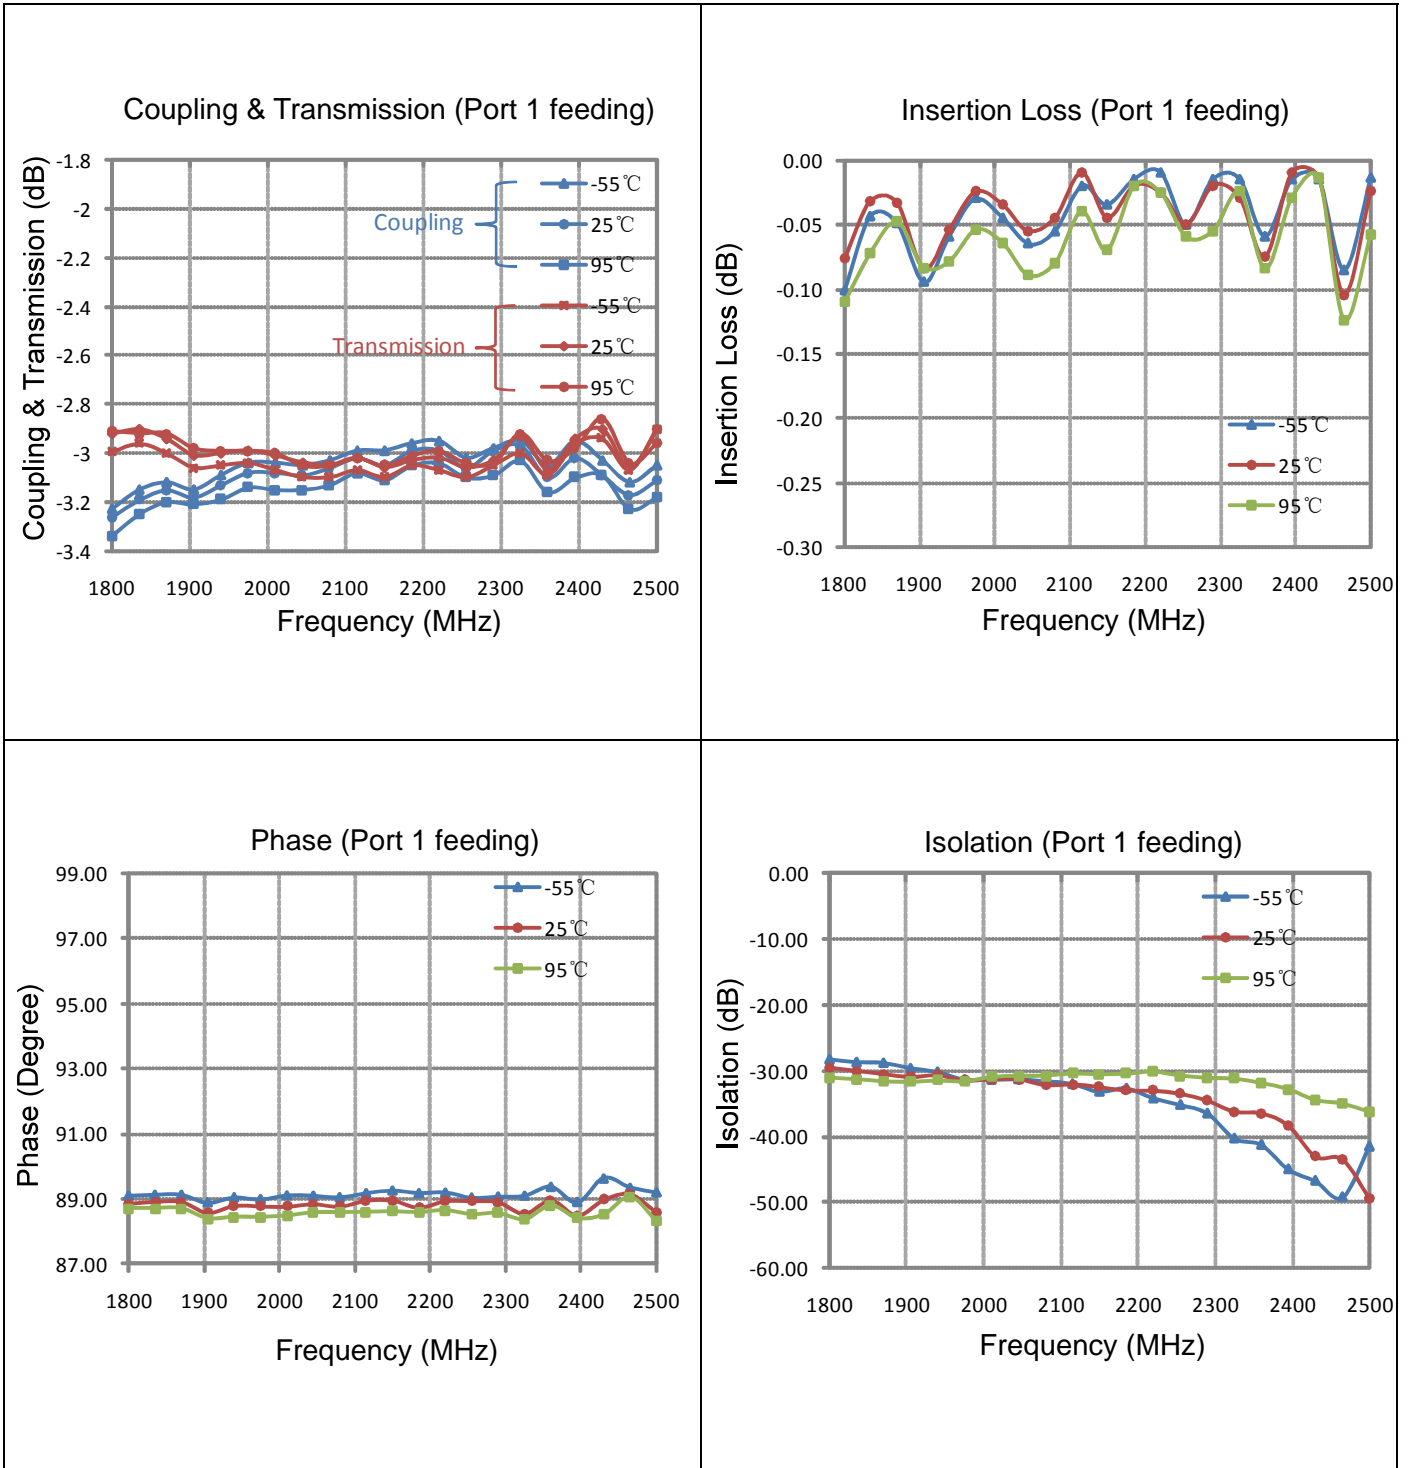 Coupling & Transmission (Port 1 feeding)
Coupling & Transmission (dB)
-1.8
-2
-2.2
-2.4
-2.6
-2.8
-3
-3.2
-3.4
Coupling
-55℃
25℃
95℃
Transmission
-55℃
25℃
95℃
1800 1900 2000 2100 2200 2300 2400 2500
Frequency (MHz)
Insertion Loss (Port 1 feeding)
Insertion Loss (dB)
0.00
-0.05
-0.10
-0.15
-0.20
-0.25
-0.30
-55℃
25℃
95℃
1800 1900 2000 2100 2200 2300 2400 2500
Frequency (MHz)
Phase (Port 1 feeding)
Phase (Degree)
99.00
97.00
95.00
93.00
91.00
89.00
87.00
-55℃
25℃
95℃
1800 1900 2000 2100 2200 2300 2400 2500
Frequency (MHz)
Isolation (Port 1 feeding)
Isolation (dB)
0.00
-10.00
-20.00
-30.00
-40.00
-50.00
-60.00
-55℃
25℃
95℃
1800 1900 2000 2100 2200 2300 2400 2500
Frequency (MHz)